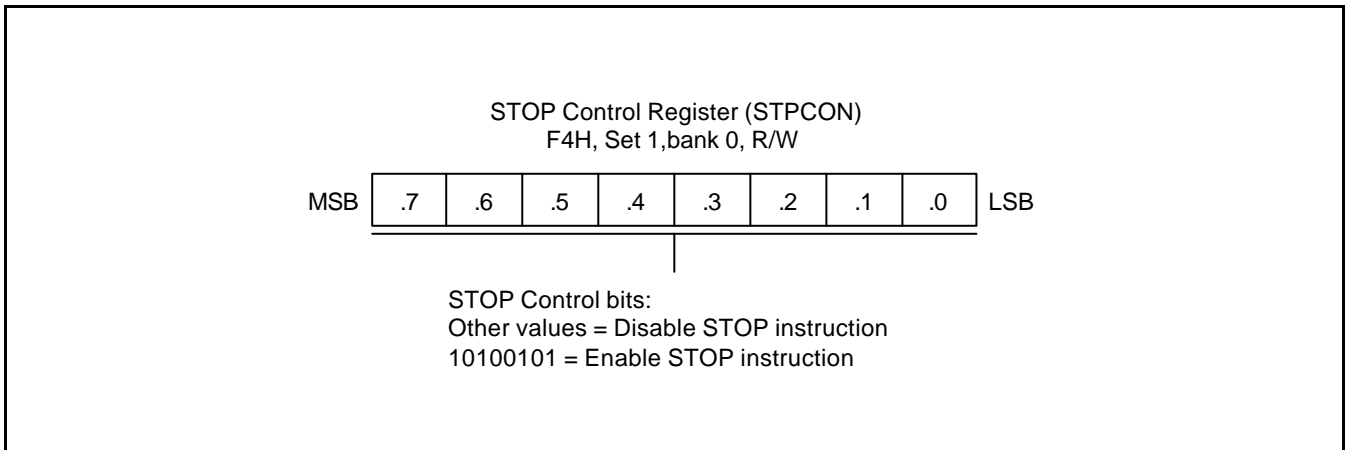 STOP Control Register (STPCON)
F4H, Set 1,bank 0, R/W
MSB .7 .6 .5 .4 .3 .2 .1 .0 LSB
STOP Control bits:
Other values = Disable STOP instruction
10100101 = Enable STOP instruction